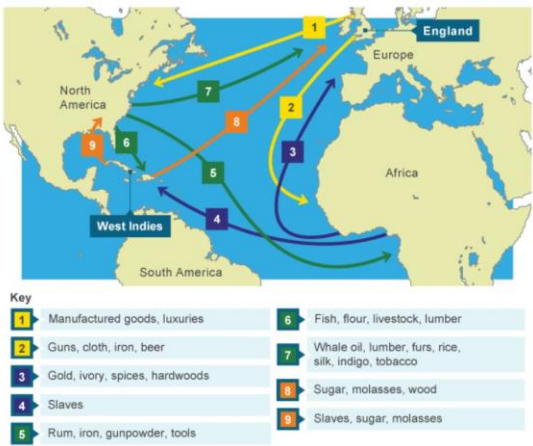 1
England
Europe
North
America
7
2
8
9
6
3
Africa
5
4
West Indies
South America
Key
1 Manufactured goods, luxuries
2 Guns, cloth, iron, beer
3 Gold, ivory, spices, hardwoods
4 Slaves
5 Rum, iron, gunpowder, tools
6 Fish, flour, livestock, lumber
7 Whale oil, lumber, furs, rice,
silk, indigo, tobacco
8 Sugar, molasses, wood
9 Slaves, sugar, molasses